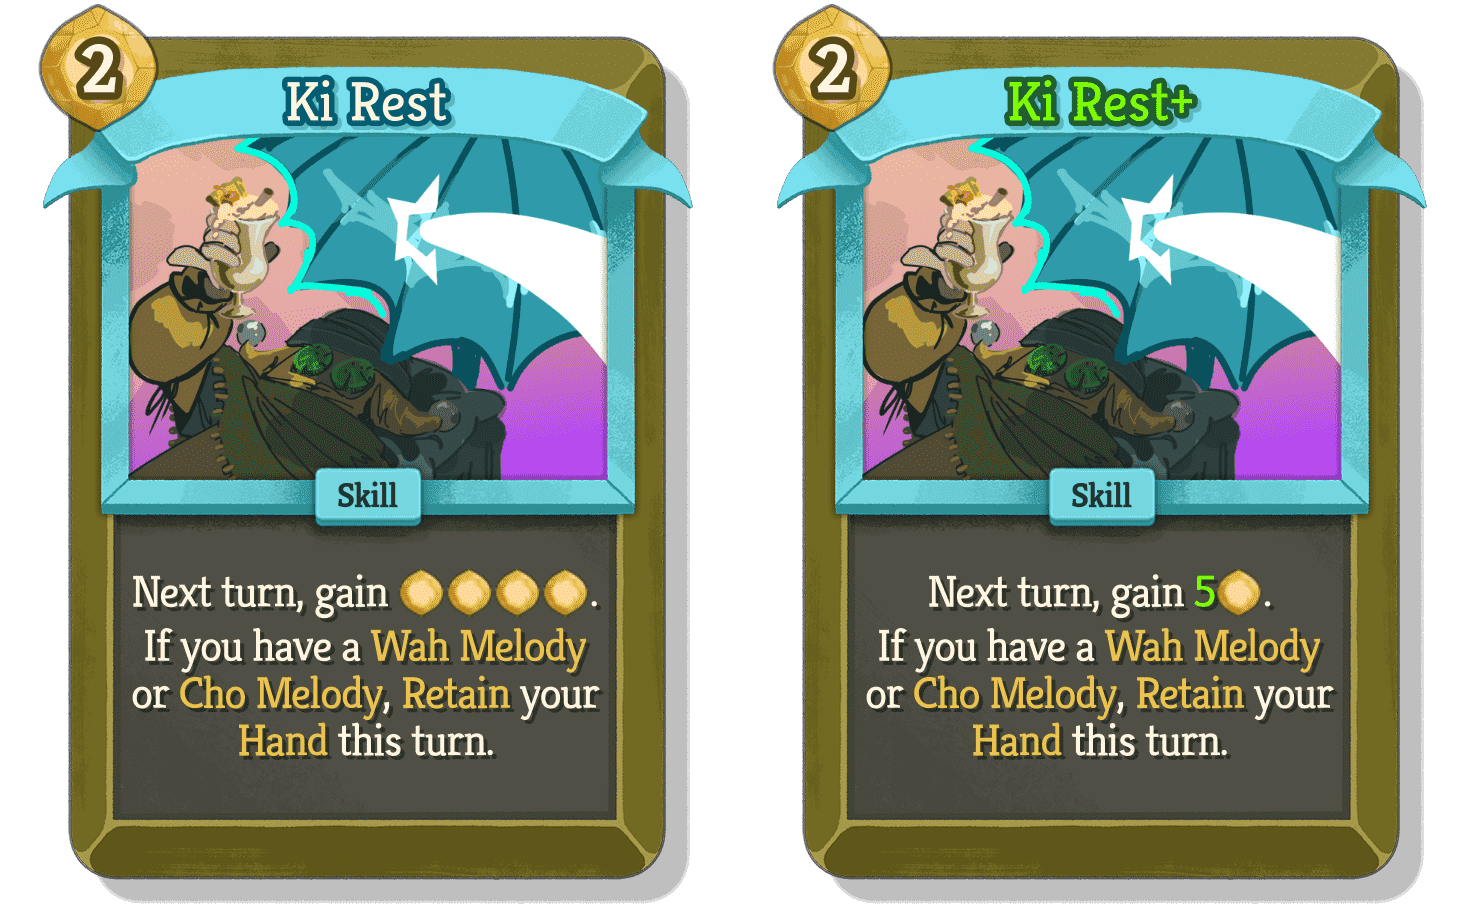 2
Ki Rest
Skill
Next turn, gain .
If you have a Wah Melody
or Cho Melody, Retain your
Hand this turn.
2
Ki Rest+
Skill
Next turn, gain 5.
If you have a Wah Melody
or Cho Melody, Retain your
Hand this turn.